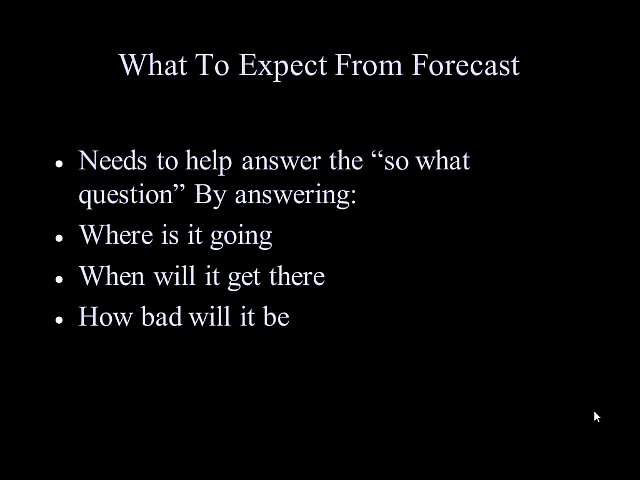 What To Expect From Forecast
• Needs to help answer the “so what
question” By answering:
• Where is it going
• When will it get there
• How bad will it be